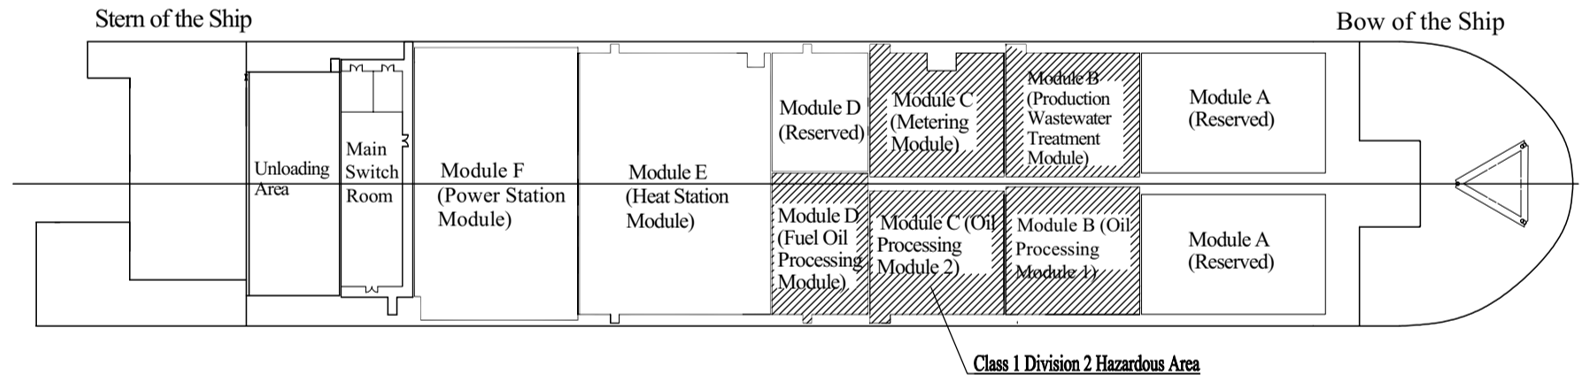 Stern of the Ship
Bow of the Ship
Unloading
Area
Main
Switch
Room
Module F
(Power Station
Module)
Module E
(Heat Station
Module)
Module D
(Reserved)
Module C
(Metering
Module)
Module B
(Production
Wastewater
Treatment
Module)
Module A
(Reserved)
Module D
(Fuel Oil
Processing
Module)
Module C (Oil
Processing
Module 2)
Module B (Oil
Processing
Module 1)
Module A
(Reserved)
Class 1 Division 2 Hazardous Area